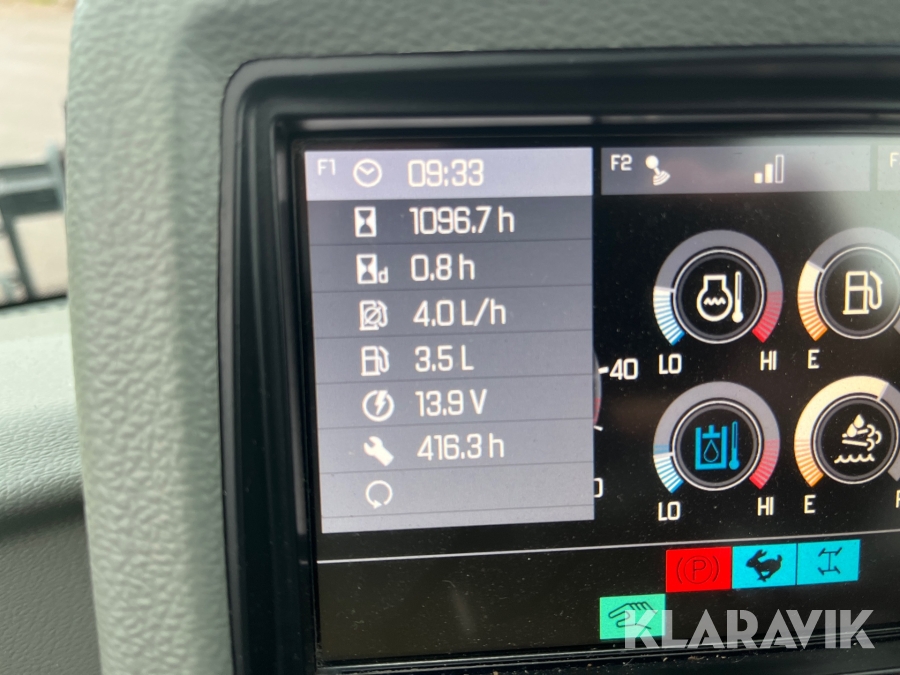 F1 09:33
F2
F
1096.7 h
d 0.8 h
4.0 L/h
3.5 L
13.9 V
416.3 h
40
LO HI E
LO HI E
(P)
KLARAVIK